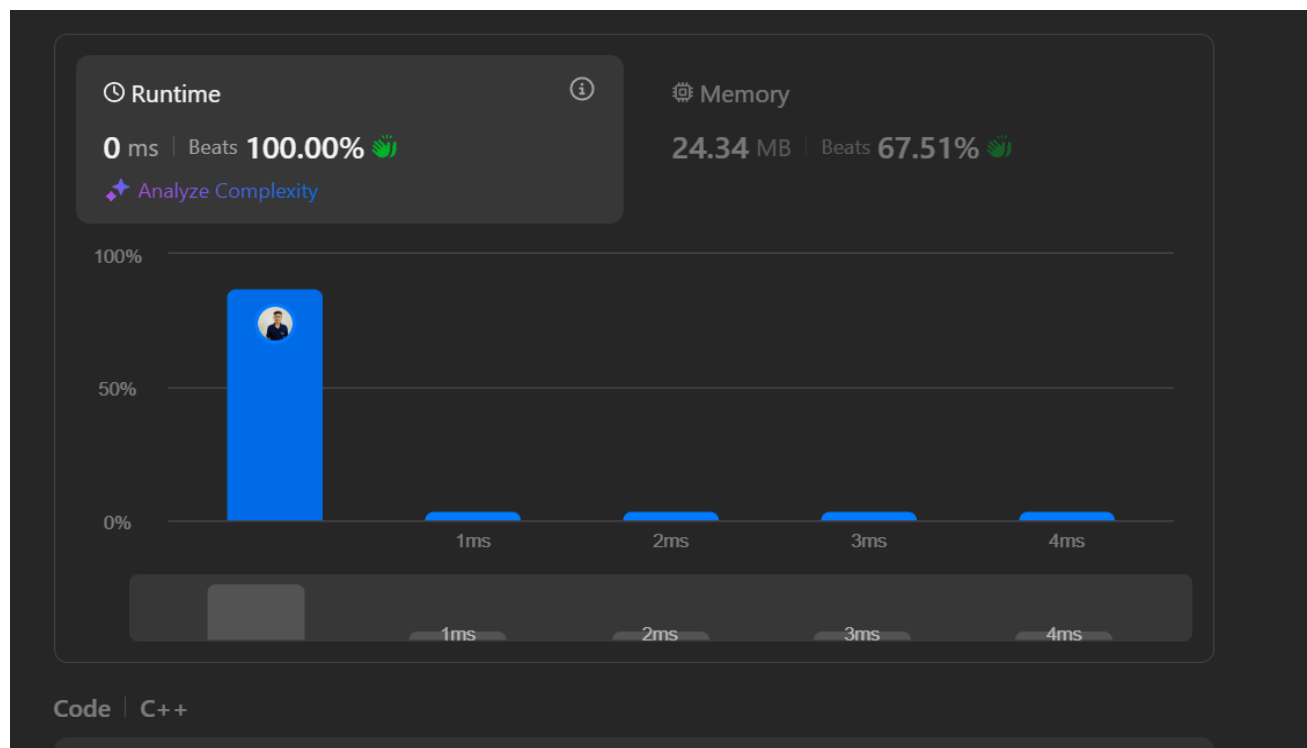 Runtime
0 ms | Beats 100.00%
Analyze Complexity
Memory
24.34 MB | Beats 67.51%
100%
50%
0%
1ms 2ms 3ms 4ms
1ms 2ms 3ms 4ms
Code | C++